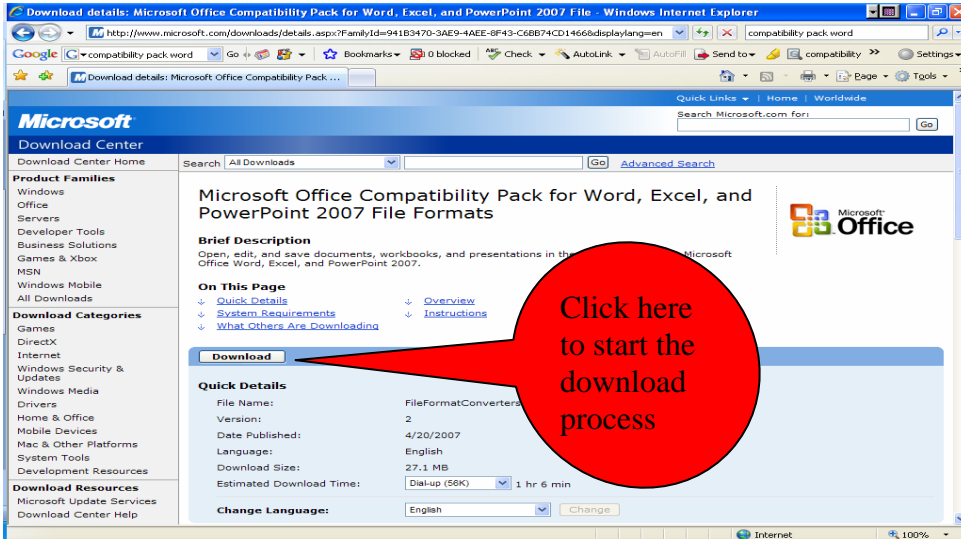 Download details: Microsoft Office Compatibility Pack for Word, Excel, and PowerPoint 2007 File - Windows Internet Explorer
http://www.microsoft.com/downloads/details.aspx?FamilyId=941B3470-3AE9-4AEE-8F43-C6BB74CD1466&displaylang=en
compatibility pack word
Google
compatibility pack word
Go
Bookmarks
0 blocked
Check
AutoLink
AutoFill
Send to
compatibility
Settings
Download details: Microsoft Office Compatibility Pack ...
Page
Tools
Quick Links | Home | Worldwide
Microsoft
Search Microsoft.com for:
Go
Download Center
Download Center Home
Search All Downloads Go Advanced Search
Product Families
Windows
Office
Servers
Developer Tools
Business Solutions
Games & Xbox
MSN
Windows Mobile
All Downloads
Download Categories
Games
DirectX
Internet
Windows Security &
Updates
Windows Media
Drivers
Home & Office
Mobile Devices
Mac & Other Platforms
System Tools
Development Resources
Download Resources
Microsoft Update Services
Download Center Help
Microsoft Office Compatibility Pack for Word, Excel, and
PowerPoint 2007 File Formats
Microsoft
Office
Brief Description
Open, edit, and save documents, workbooks, and presentations in the Microsoft
Office Word, Excel, and PowerPoint 2007.
On This Page
Quick Details
Overview
System Requirements
Instructions
What Others Are Downloading
Click here
to start the
download
process
Download
Quick Details
File Name: FileFormatConverters
Version: 2
Date Published: 4/20/2007
Language: English
Download Size: 27.1 MB
Estimated Download Time: Dial-up (56K) 1 hr 6 min
Change Language: English Change
Internet
100%